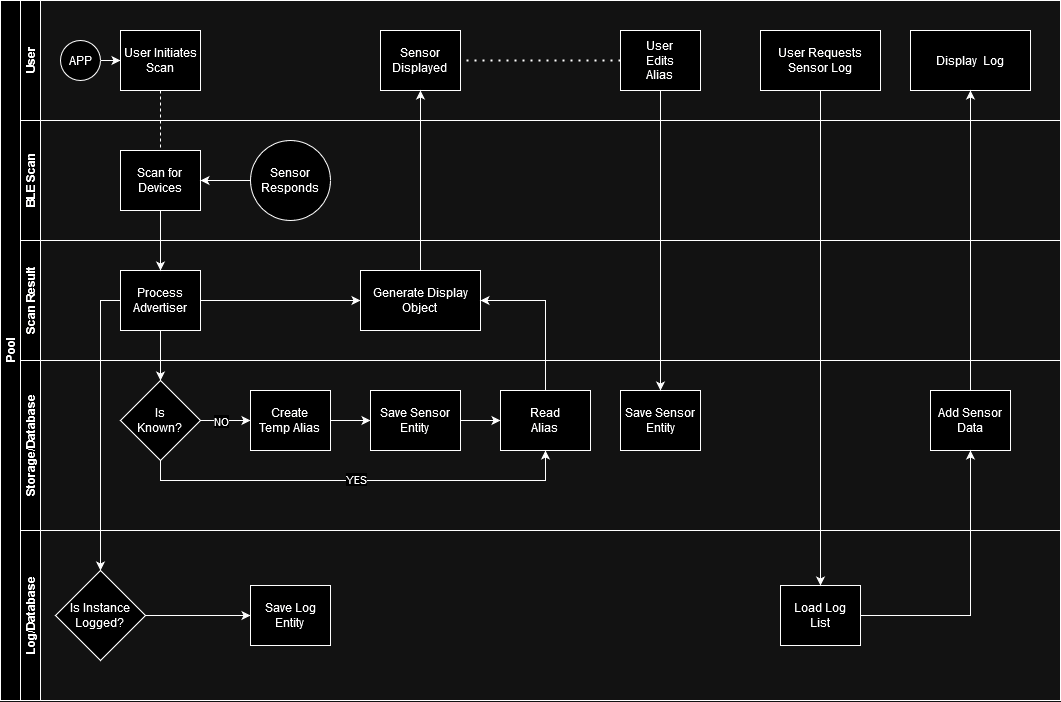 Pool
User
APP
User Initiates
Scan
Sensor
Displayed
User
Edits
Alias
User Requests
Sensor Log
Display Log
BLE Scan
Scan for
Devices
Sensor
Responds
Scan Result
Process
Advertiser
Generate Display
Object
Storage/Database
Is
Known?
NO
Create
Temp Alias
Save Sensor
Entity
Read
Alias
Save Sensor
Entity
Add Sensor
Data
YES
Log/Database
Is Instance
Logged?
Save Log
Entity
Load Log
List